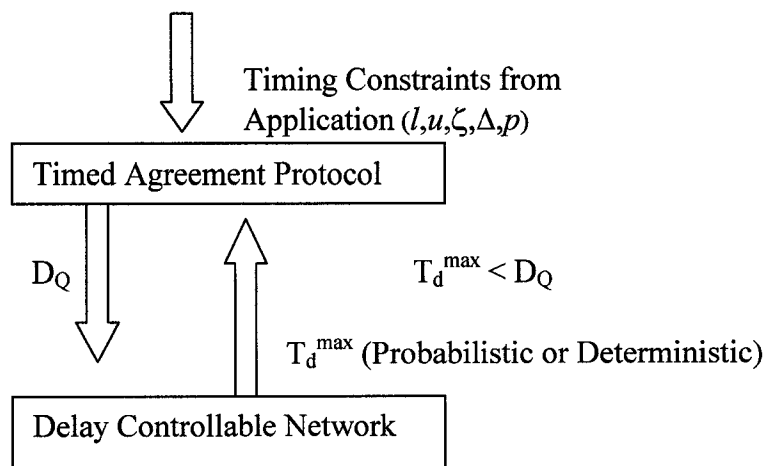 Timing Constraints from
Application (l,u,ζ,Δ,p)
Timed Agreement Protocol
D_Q
T_d^max < D_Q
T_d^max (Probabilistic or Deterministic)
Delay Controllable Network